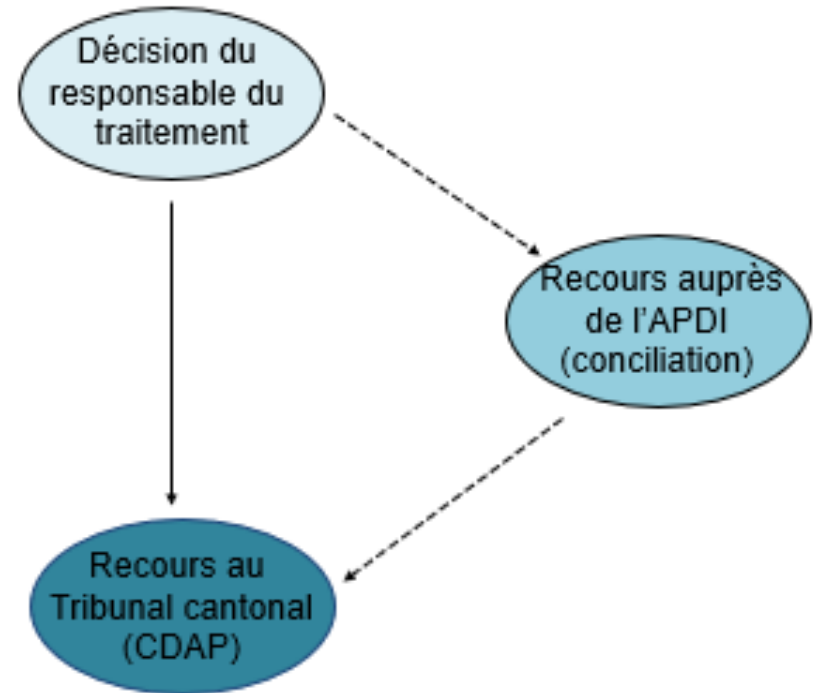 Décision du
responsable du
traitement
Recours auprès
de l'APDI
(conciliation)
Recours au
Tribunal cantonal
(CDAP)